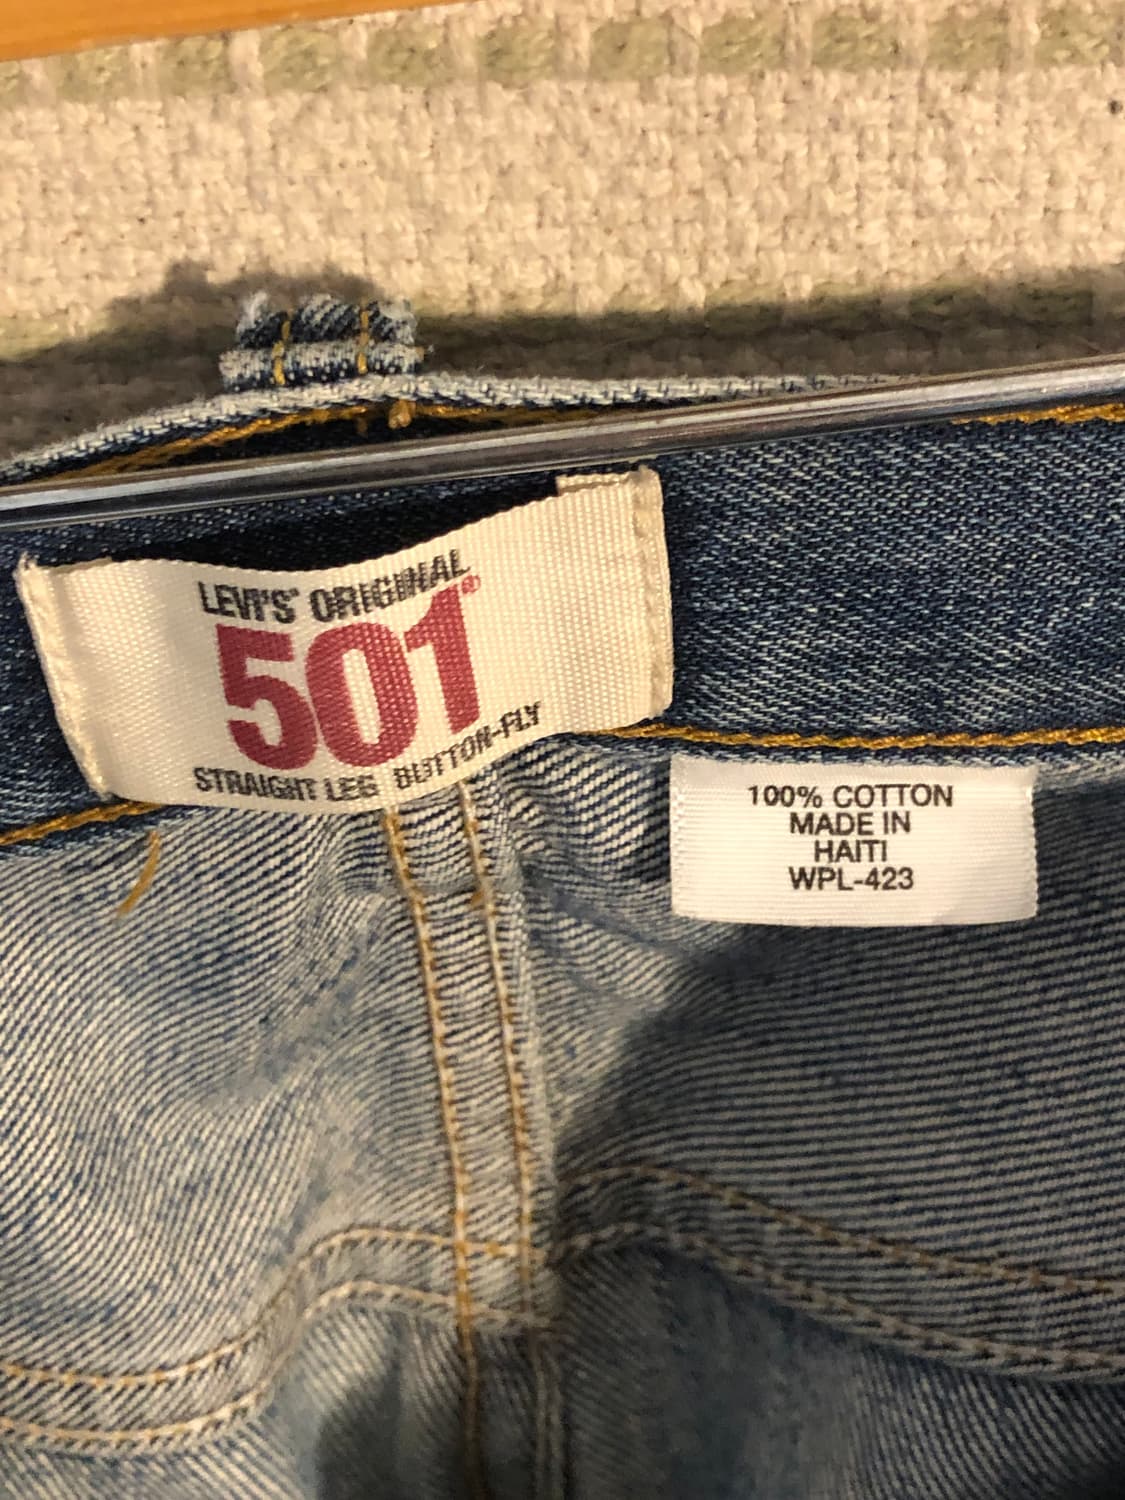 LEVI'S® ORIGINAL
501®
STRAIGHT LEG BUTTON-FLY
100% COTTON
MADE IN
HAITI
WPL-423